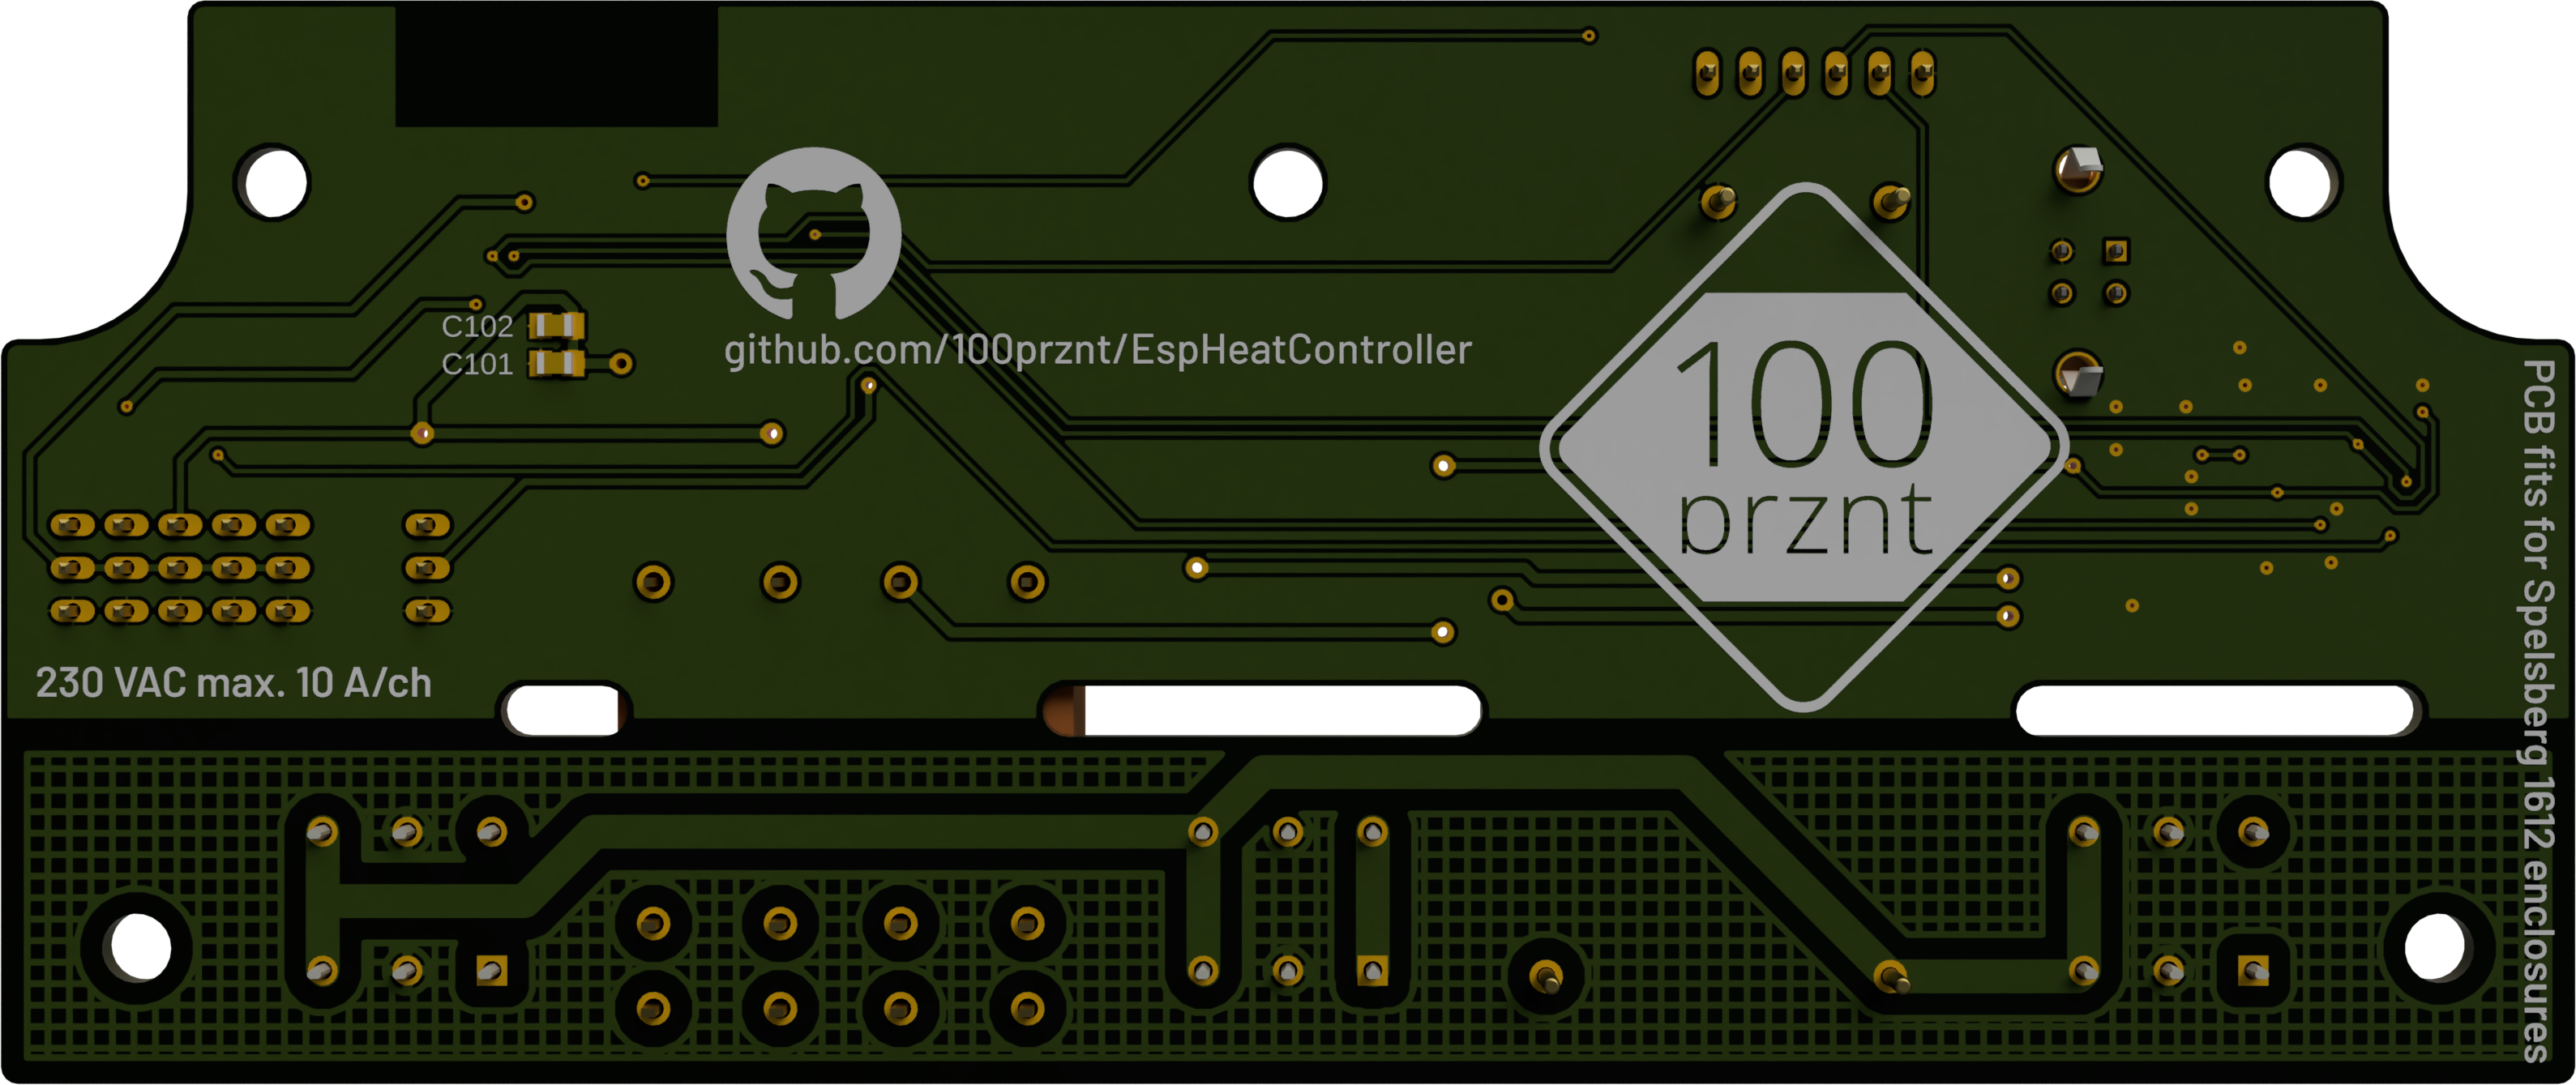 C102
C101
github.com/100prznt/EspHeatController
100
prznt
230 VAC max. 10 A/ch
PCB fits for Spelsberg 1612 enclosures